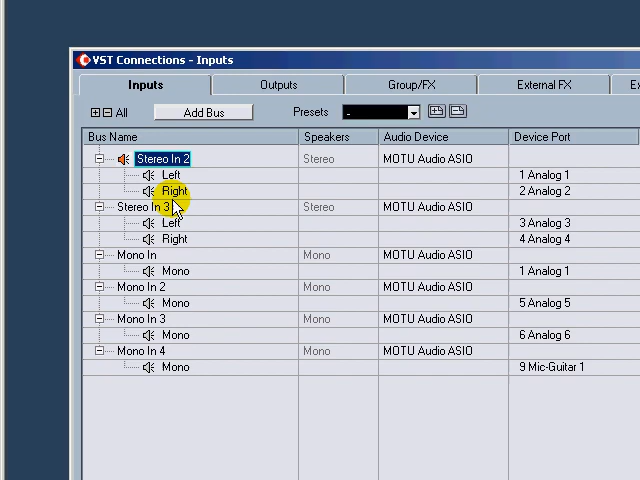 VST Connections - Inputs
Inputs Outputs Group/FX External FX
All Add Bus Presets -
Bus Name Speakers Audio Device Device Port
Stereo In 2 Stereo MOTU Audio ASIO
Left 1 Analog 1
Right 2 Analog 2
Stereo In 3 Stereo MOTU Audio ASIO
Left 3 Analog 3
Right 4 Analog 4
Mono In Mono MOTU Audio ASIO
Mono 1 Analog 1
Mono In 2 Mono MOTU Audio ASIO
Mono 5 Analog 5
Mono In 3 Mono MOTU Audio ASIO
Mono 6 Analog 6
Mono In 4 Mono MOTU Audio ASIO
Mono 9 Mic-Guitar 1